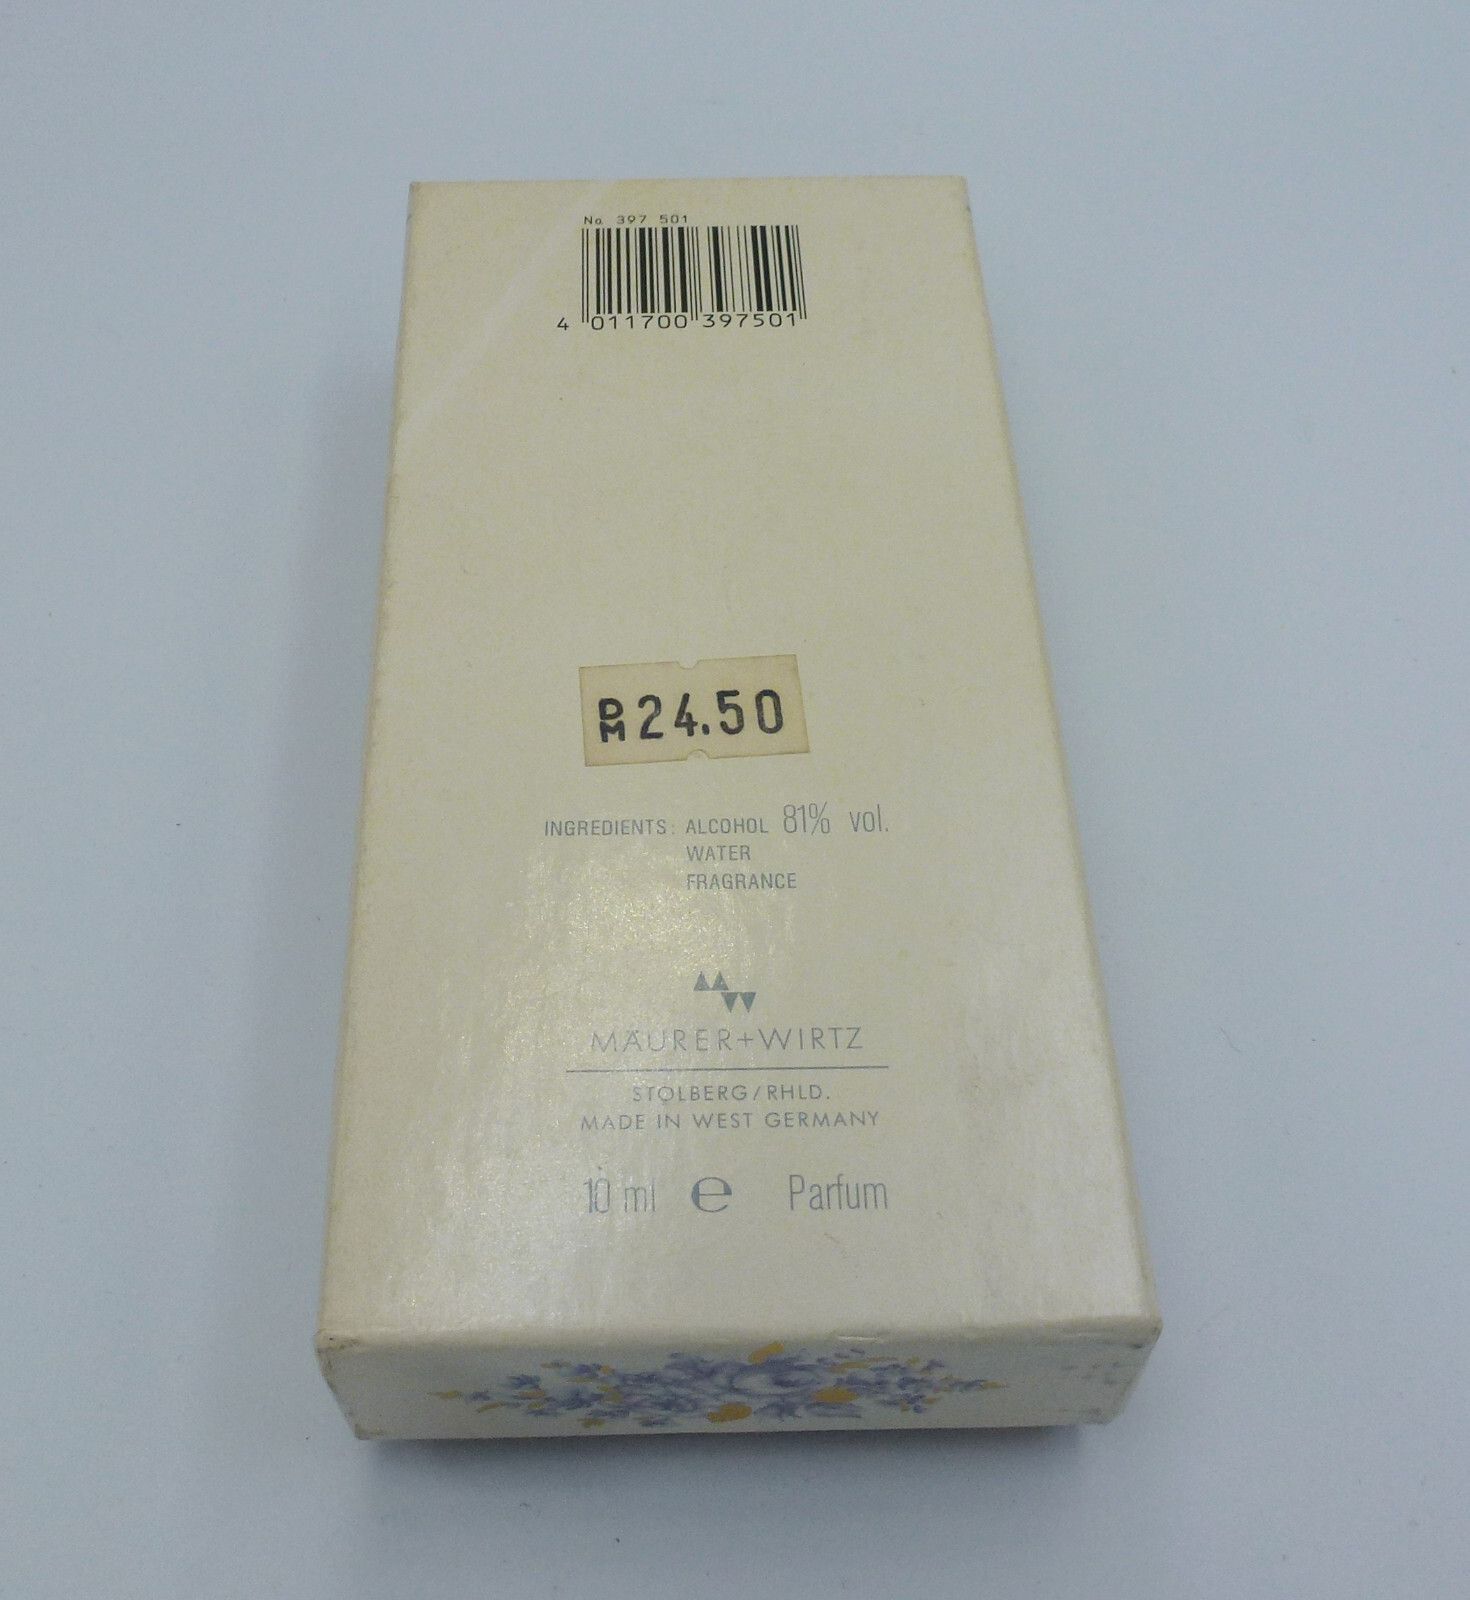 No. 397 501
4 011700 397501
DM 24.50
INGREDIENTS: ALCOHOL 81% vol.
WATER
FRAGRANCE
MÄURER+WIRTZ
STOLBERG/RHLD.
MADE IN WEST GERMANY
10 ml e Parfum